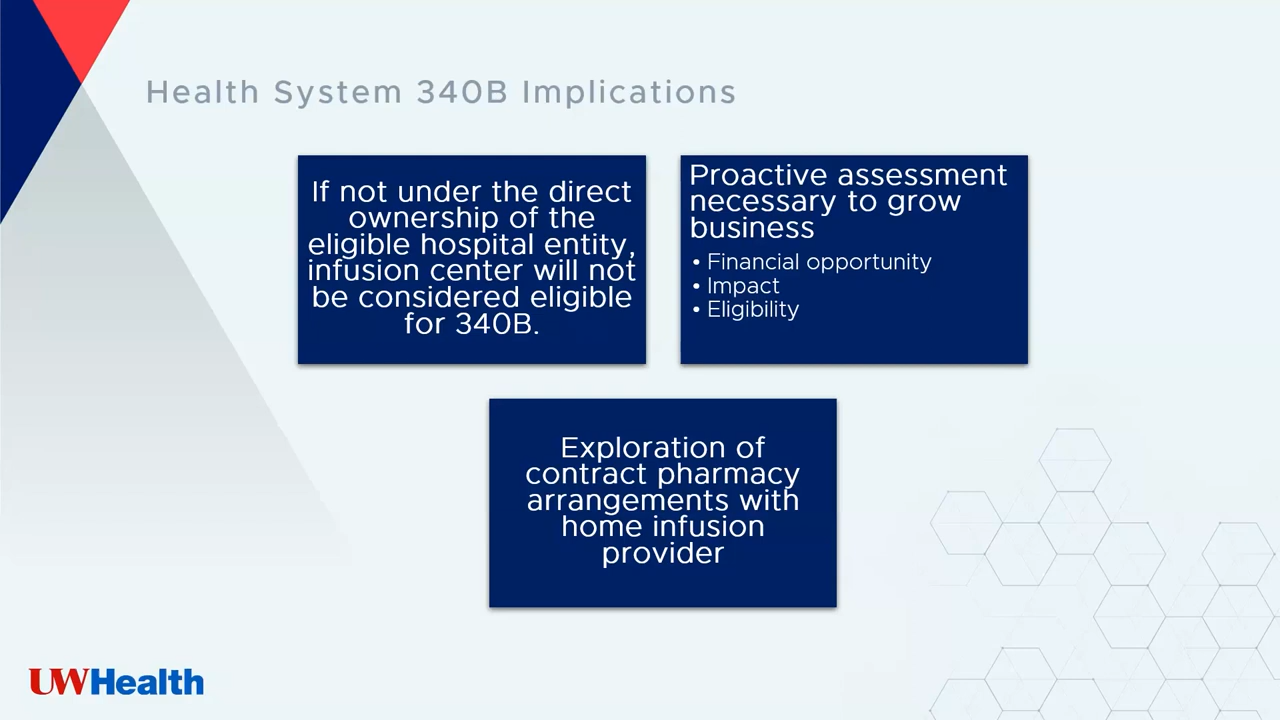 Health System 340B Implications
If not under the direct
ownership of the
eligible hospital entity,
infusion center will not
be considered eligible
for 340B.
Proactive assessment
necessary to grow
business
• Financial opportunity
• Impact
• Eligibility
Exploration of
contract pharmacy
arrangements with
home infusion
provider
UWHealth